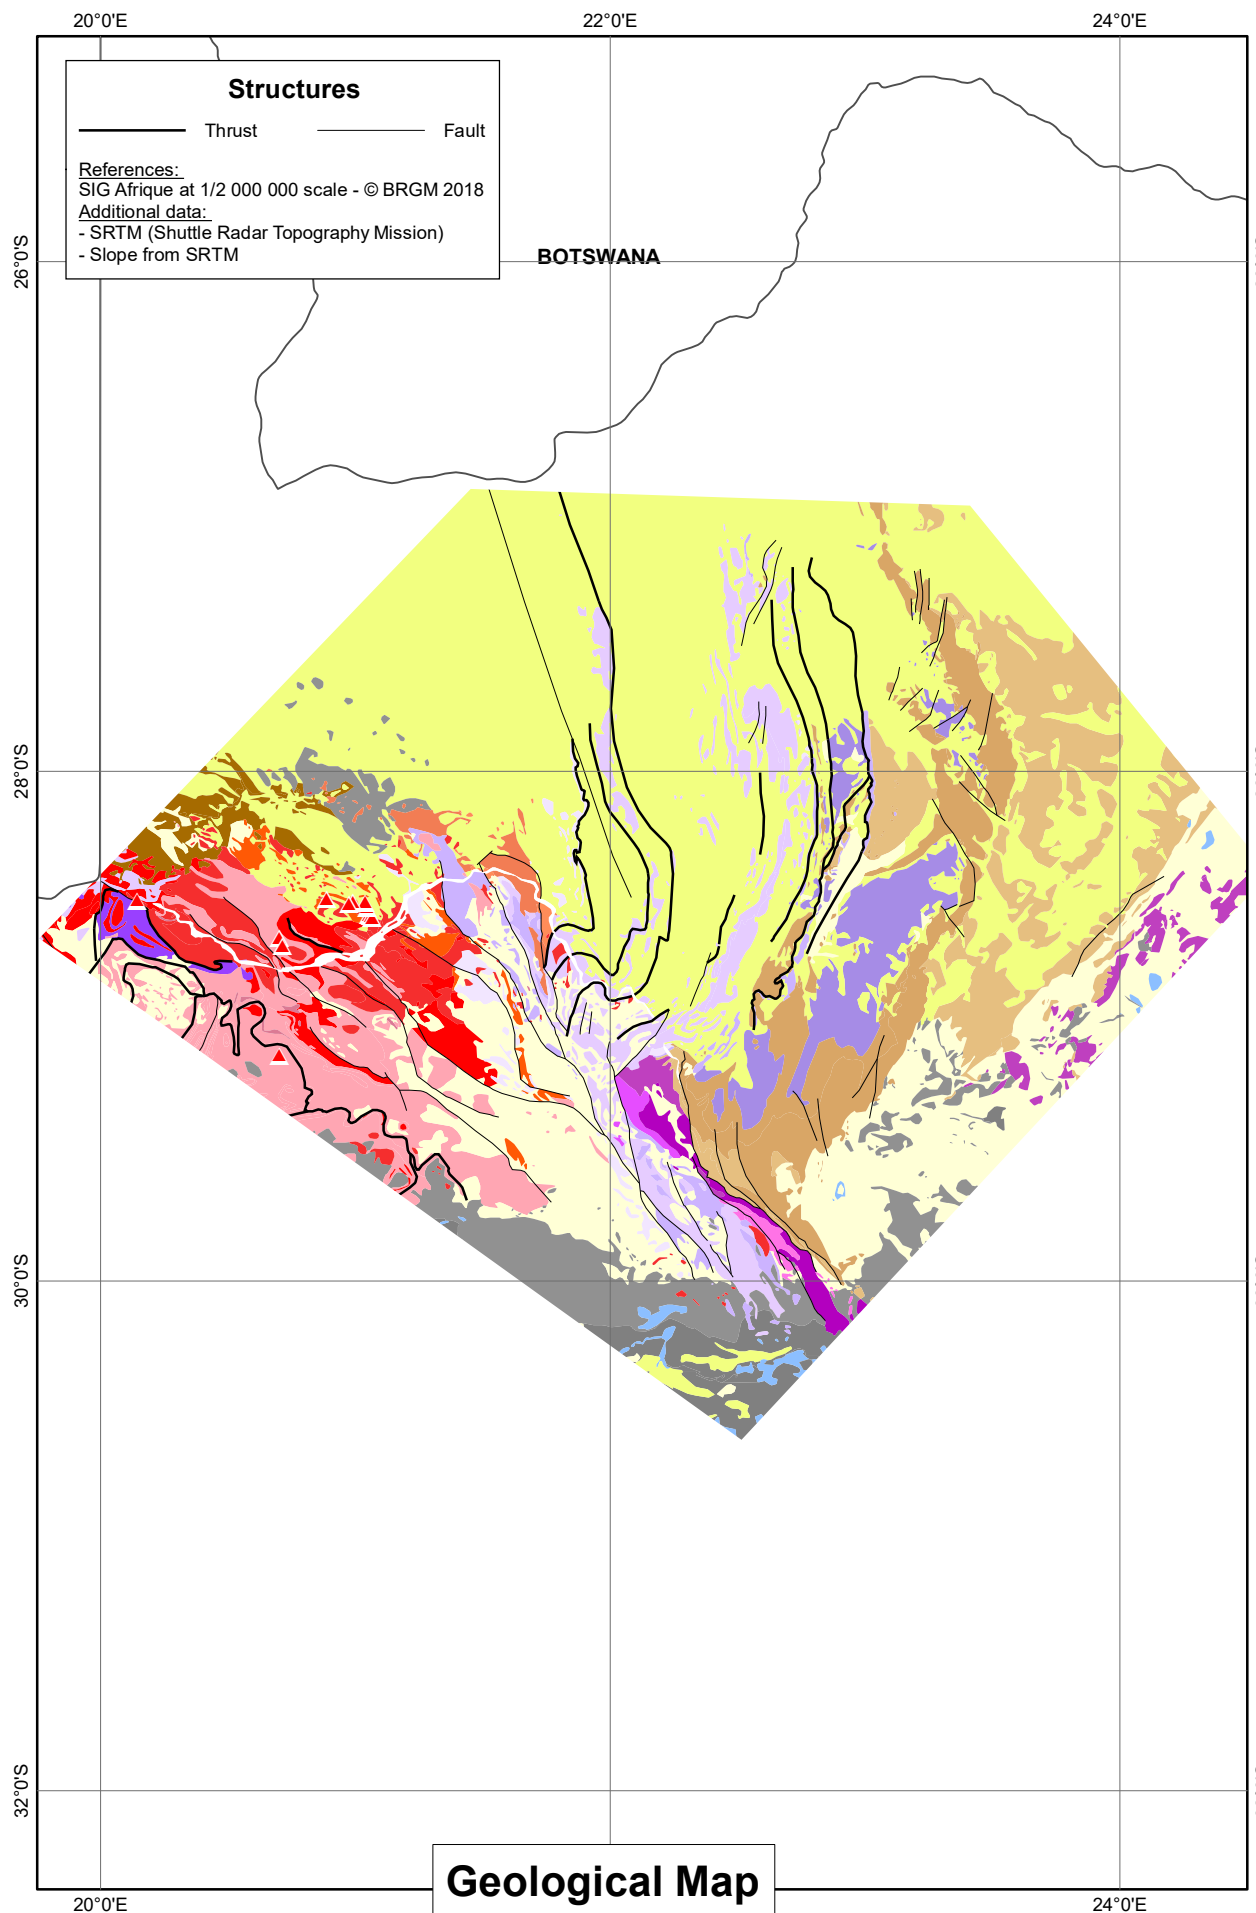 20°0'E 22°0'E 24°0'E
Structures
Thrust Fault
References:
SIG Afrique at 1/2 000 000 scale - © BRGM 2018
Additional data:
- SRTM (Shuttle Radar Topography Mission)
- Slope from SRTM
BOTSWANA
26°0'S
28°0'S
30°0'S
32°0'S
Geological Map
20°0'E 24°0'E